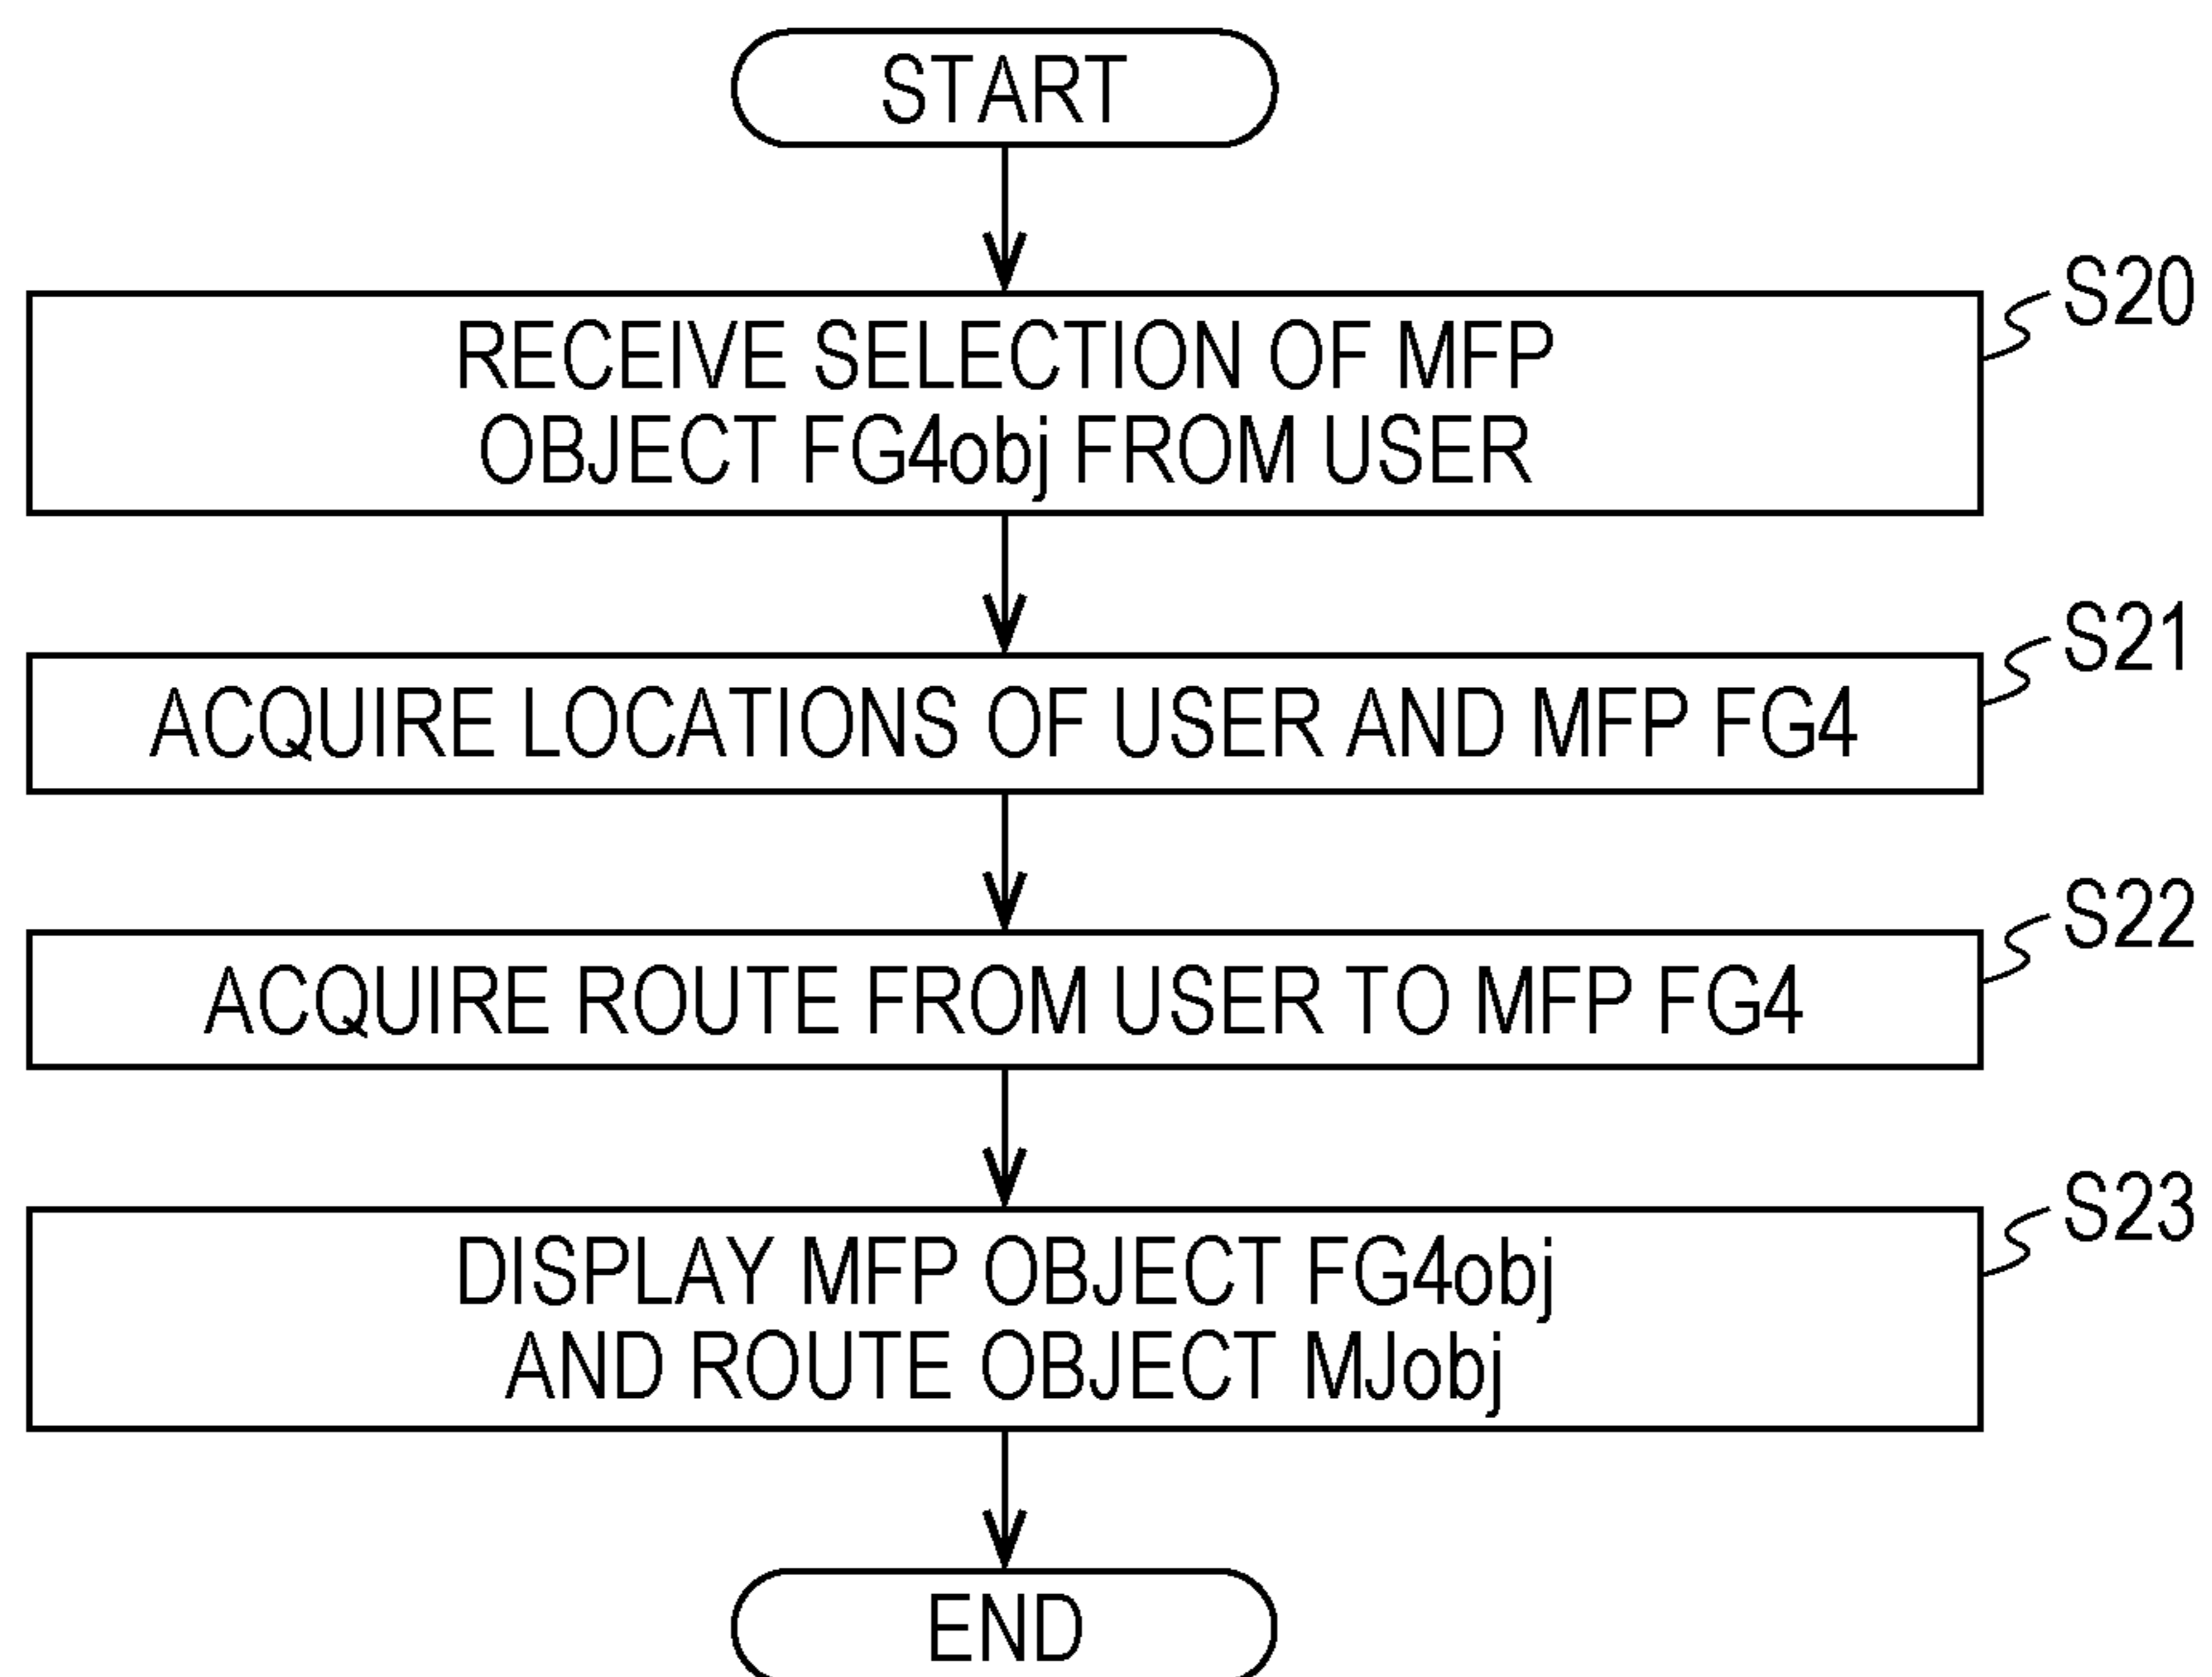 START
S20
RECEIVE SELECTION OF MFP
OBJECT FG4obj FROM USER
S21
ACQUIRE LOCATIONS OF USER AND MFP FG4
S22
ACQUIRE ROUTE FROM USER TO MFP FG4
S23
DISPLAY MFP OBJECT FG4obj
AND ROUTE OBJECT MJobj
END